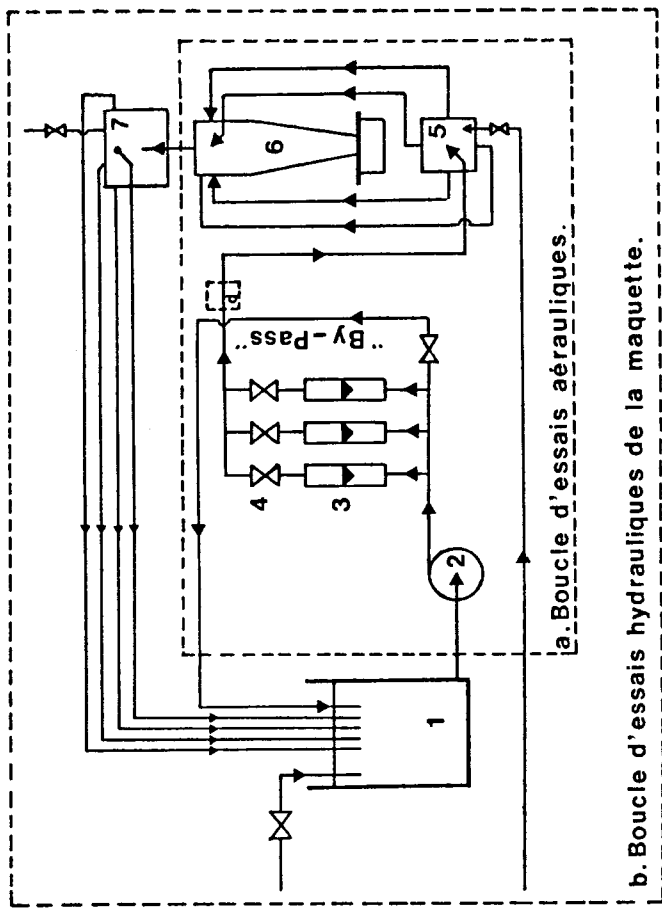 7
6
5
d
"By-Pass"
4
3
2
1
a. Boucle d'essais aérauliques.
b. Boucle d'essais hydrauliques de la maquette.